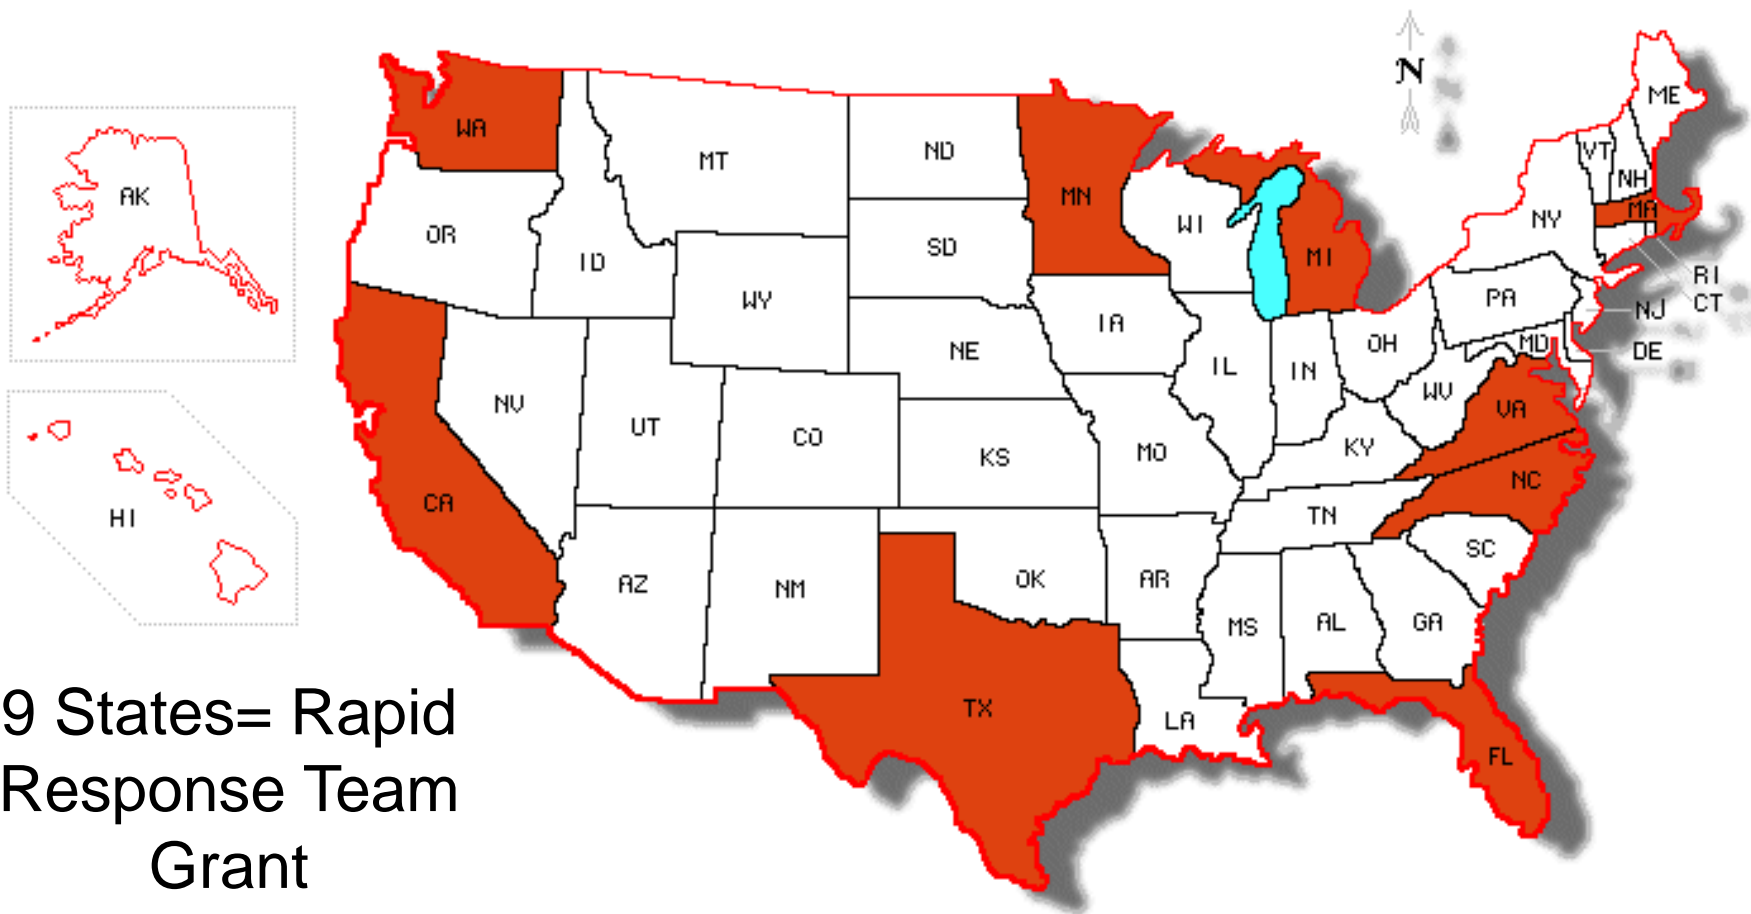 N
ME
WA
VT
MT
ND
NH
AK
MN
MA
WI
NY
OR
SD
ID
MI
RI
PA
WY
CT
NJ
IA
MD
OH
DE
NE
IL
IN
WV
NV
VA
UT
CO
KY
KS
MO
NC
CA
HI
TN
SC
OK
AR
AZ
NM
MS
AL
GA
TX
LA
FL
9 States= Rapid
Response Team
Grant